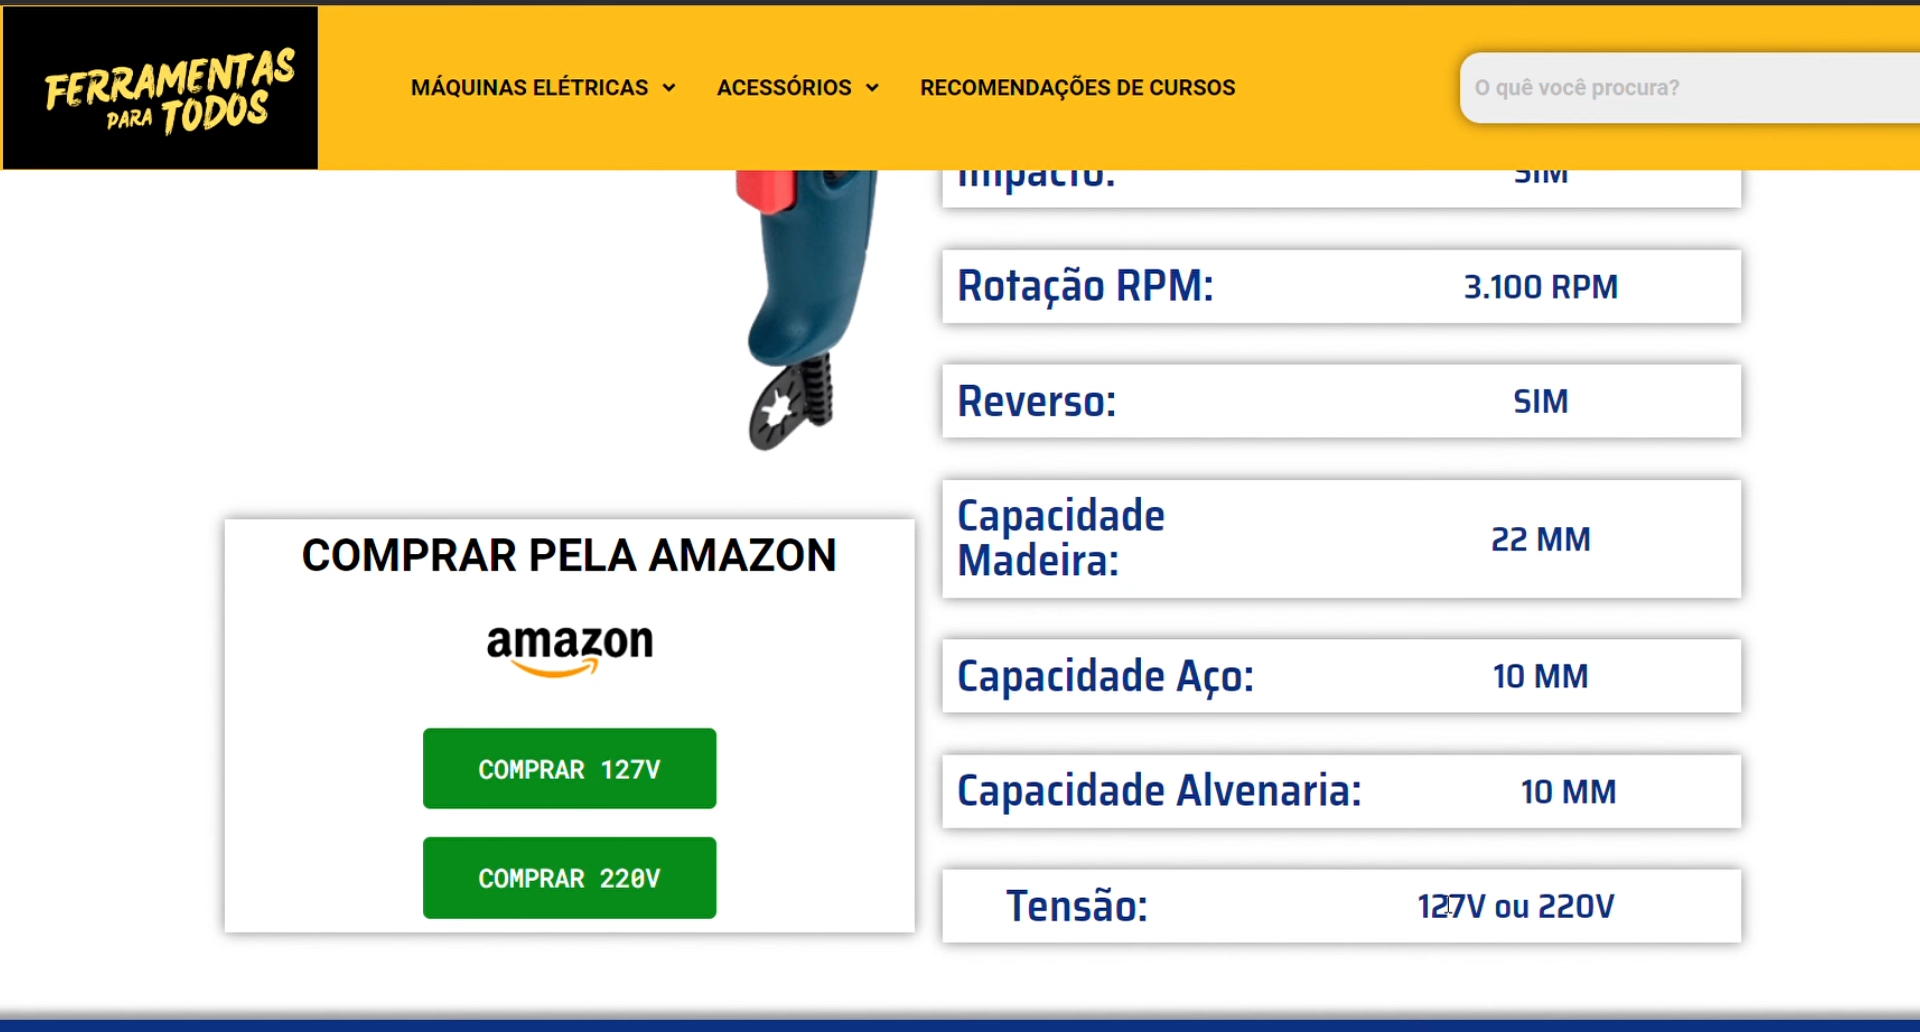 FERRAMENTAS
PARA TODOS
MÁQUINAS ELÉTRICAS
ACESSÓRIOS
RECOMENDAÇÕES DE CURSOS
O quê você procura?
Impacto:
SIM
Rotação RPM:
3.100 RPM
Reverso:
SIM
Capacidade
Madeira:
22 MM
Capacidade Aço:
10 MM
Capacidade Alvenaria:
10 MM
Tensão:
127V ou 220V
COMPRAR PELA AMAZON
amazon
COMPRAR 127V
COMPRAR 220V